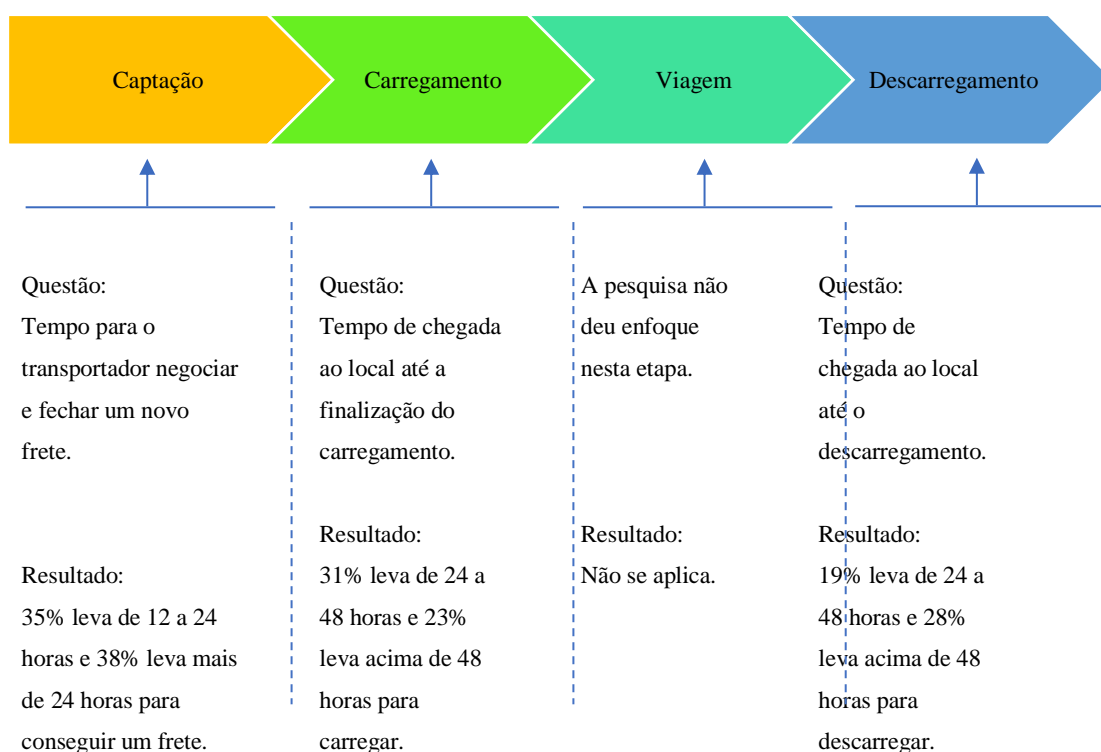 Captação
Carregamento
Viagem
Descarregamento
Questão:
Tempo para o
transportador negociar
e fechar um novo
frete.
Resultado:
35% leva de 12 a 24
horas e 38% leva mais
de 24 horas para
conseguir um frete.
Questão:
Tempo de chegada
ao local até a
finalização do
carregamento.
Resultado:
31% leva de 24 a
48 horas e 23%
leva acima de 48
horas para
carregar.
A pesquisa não
deu enfoque
nesta etapa.
Resultado:
Não se aplica.
Questão:
Tempo de
chegada ao local
até o
descarregamento.
Resultado:
19% leva de 24 a
48 horas e 28%
leva acima de 48
horas para
descarregar.